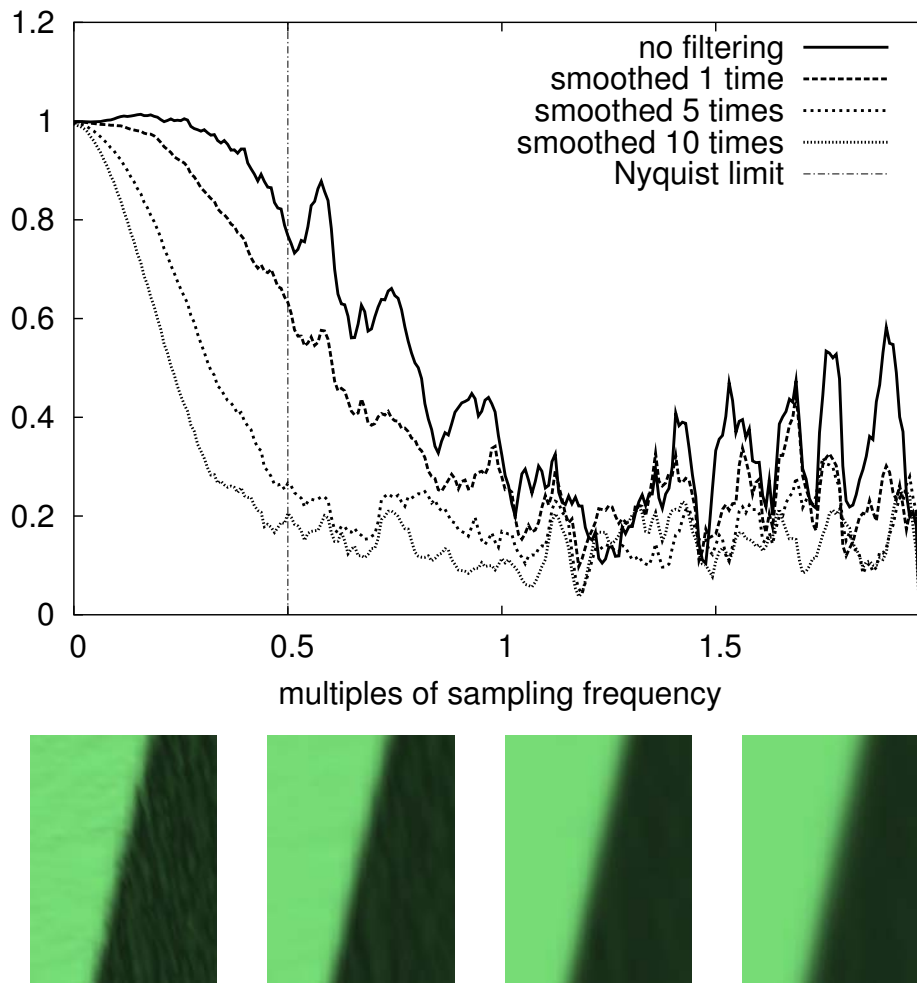 1.2
1
0.8
0.6
0.4
0.2
0
no filtering
smoothed 1 time
smoothed 5 times
smoothed 10 times
Nyquist limit
0 0.5 1 1.5
multiples of sampling frequency